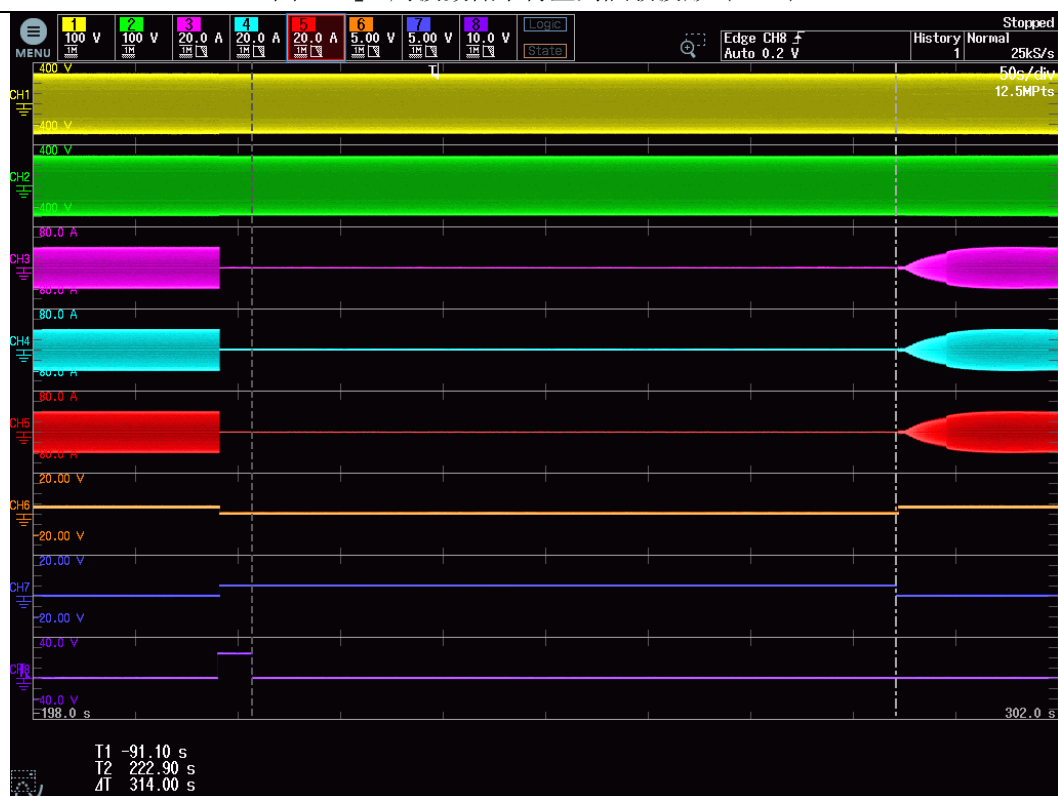 MENU
1 2 3 4 5 6 7 8 Logic Stopped
100 V 100 V 20.0 A 20.0 A 20.0 A 5.00 V 5.00 V 10.0 V Edge CH8 History Normal
1M 1M 1M 1M 1M 1M 1M 1M State Auto 0.2 V 1 25kS/s
400 V T 50s/div
CH1 12.5MPts
-400 V
400 V
CH2
-400 V
80.0 A
CH3
-80.0 A
80.0 A
CH4
-80.0 A
80.0 A
CH5
-80.0 A
20.00 V
CH6
-20.00 V
20.00 V
CH7
-20.00 V
40.0 V
CH8
-40.0 V
-198.0 s 302.0 s
T1 -91.10 s
T2 222.90 s
ΔT 314.00 s